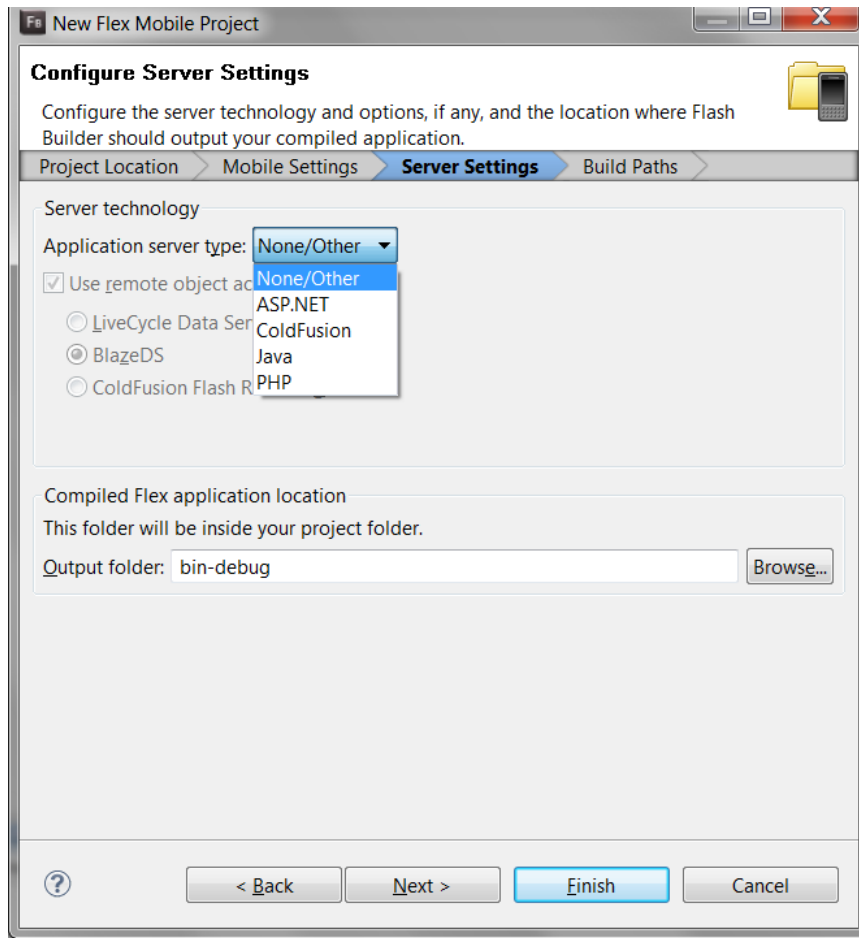 FB New Flex Mobile Project
Configure Server Settings
Configure the server technology and options, if any, and the location where Flash
Builder should output your compiled application.
Project Location Mobile Settings Server Settings Build Paths
Server technology
Application server type: None/Other
Use remote object ac
None/Other
ASP.NET
LiveCycle Data Ser
ColdFusion
BlazeDS
Java
ColdFusion Flash R
PHP
Compiled Flex application location
This folder will be inside your project folder.
Output folder: bin-debug Browse...
? < Back Next > Finish Cancel